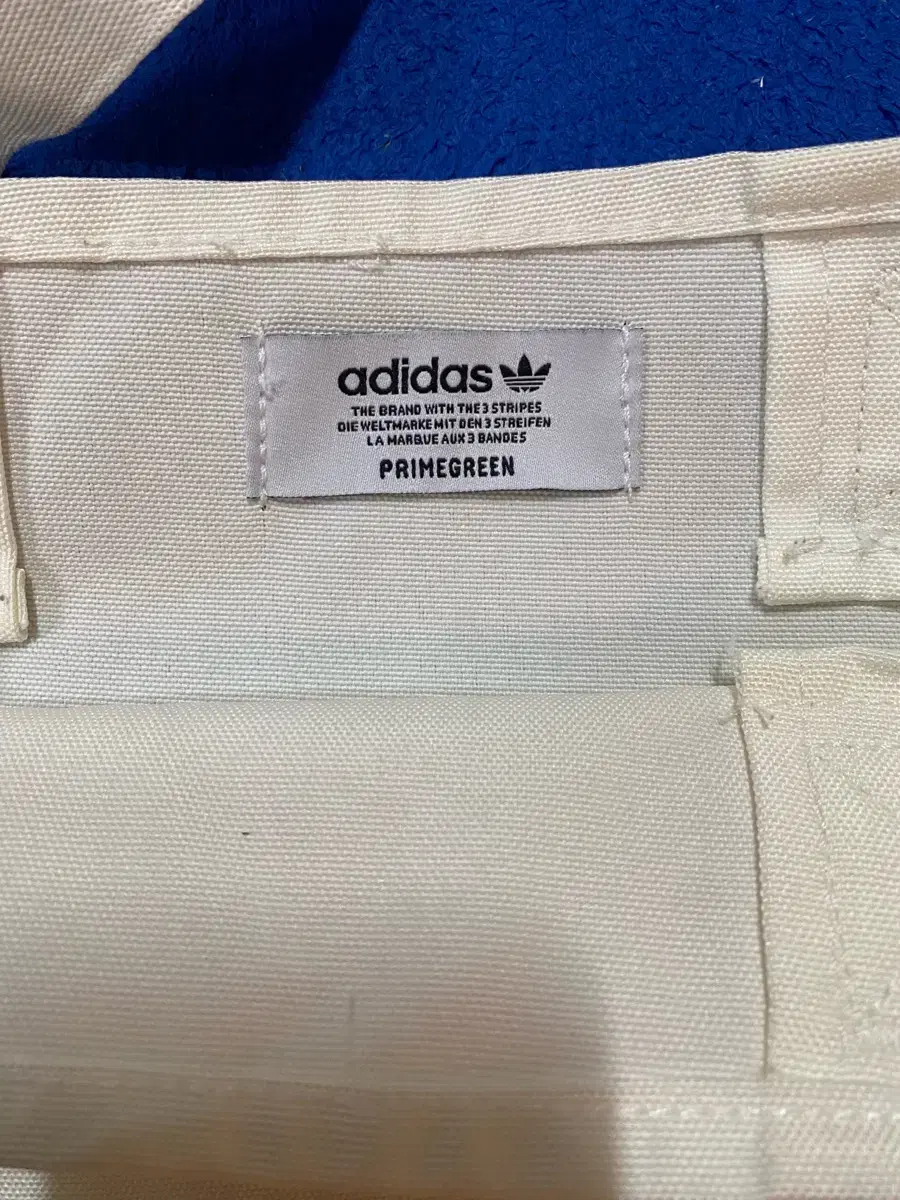 adidas
THE BRAND WITH THE 3 STRIPES
DIE WELTMARKE MIT DEN 3 STREIFEN
LA MARQUE AUX 3 BANDES
PRIMEGREEN